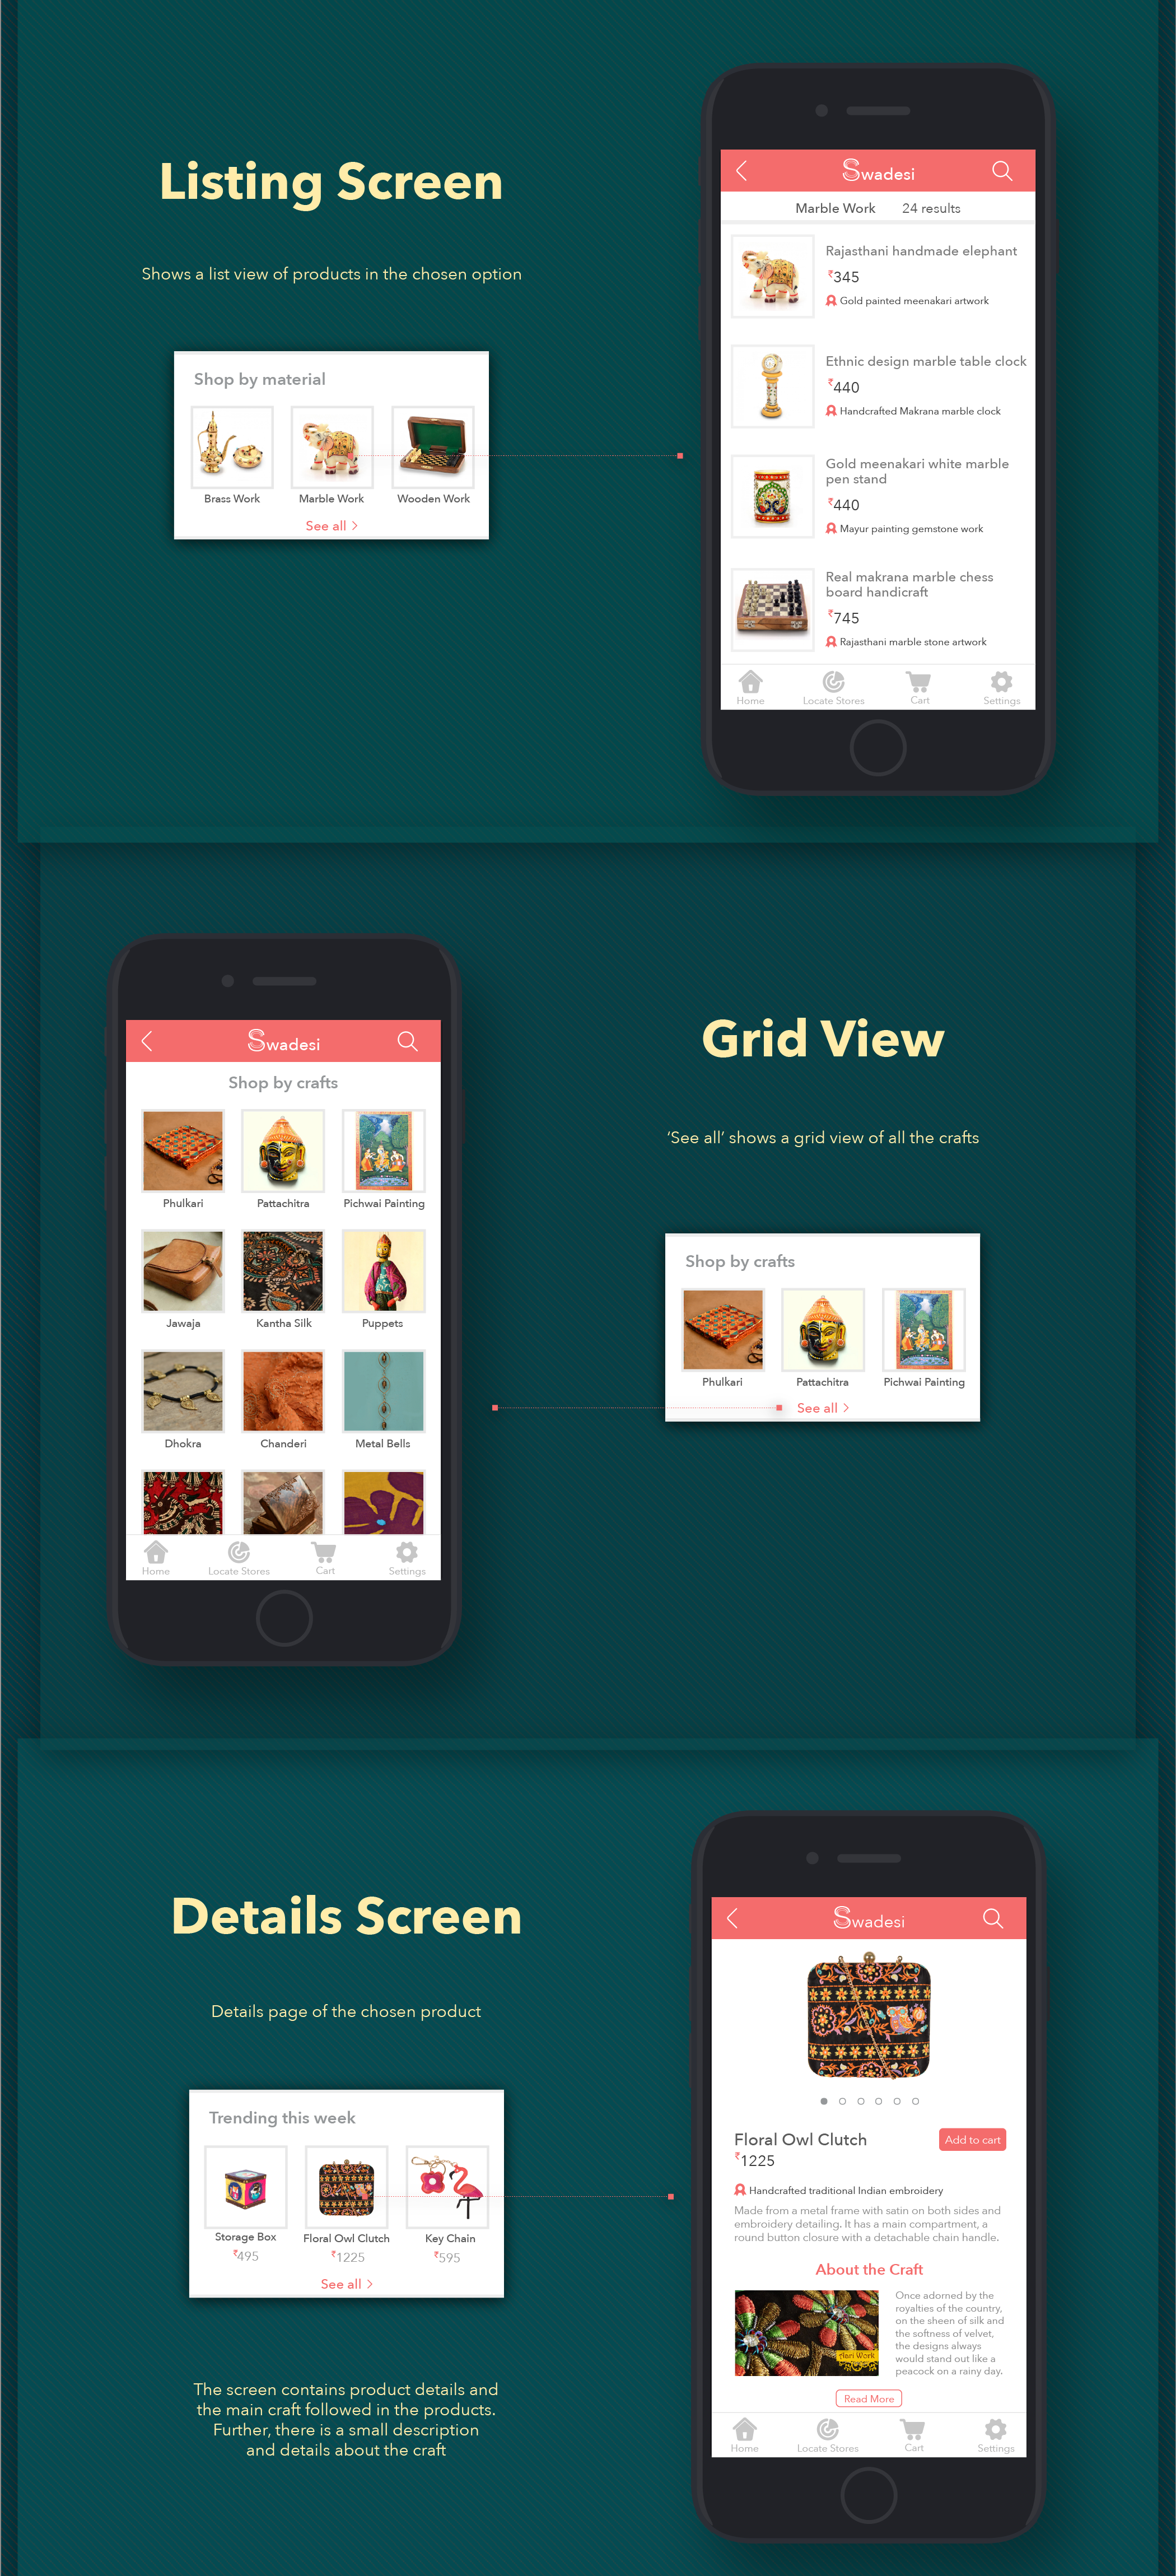 Listing Screen
Shows a list view of products in the chosen option
Shop by material
Brass Work
Marble Work
Wooden Work
See all >
Swadesi
Marble Work 24 results
Rajasthani handmade elephant
₹345
Gold painted meenakari artwork
Ethnic design marble table clock
₹440
Handcrafted Makrana marble clock
Gold meenakari white marble
pen stand
₹440
Mayur painting gemstone work
Real makrana marble chess
board handicraft
₹745
Rajasthani marble stone artwork
Home Locate Stores Cart Settings
Swadesi
Shop by crafts
Phulkari Pattachitra Pichwai Painting
Jawaja Kantha Silk Puppets
Dhokra Chanderi Metal Bells
Home Locate Stores Cart Settings
Grid View
‘See all’ shows a grid view of all the crafts
Shop by crafts
Phulkari Pattachitra Pichwai Painting
See all >
Details Screen
Details page of the chosen product
Trending this week
Storage Box Floral Owl Clutch Key Chain
₹495 ₹1225 ₹595
See all >
The screen contains product details and
the main craft followed in the products.
Further, there is a small description
and details about the craft
Swadesi
Floral Owl Clutch
Add to cart
₹1225
Handcrafted traditional Indian embroidery
Made from a metal frame with satin on both sides and
embroidery detailing. It has a main compartment, a
round button closure with a detachable chain handle.
About the Craft
Aari Work
Once adorned by the
royalties of the country,
on the sheen of silk and
the softness of velvet,
the designs always
would stand out like a
peacock on a rainy day.
Read More
Home Locate Stores Cart Settings